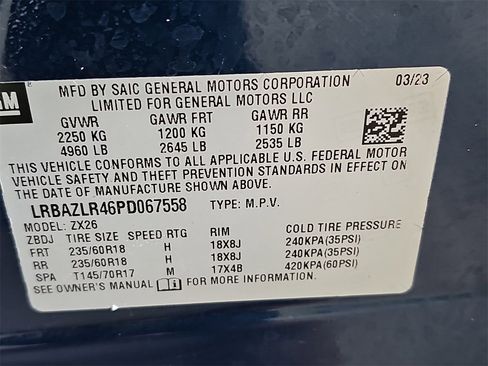 GM
MFD BY SAIC GENERAL MOTORS CORPORATION 03/23
LIMITED FOR GENERAL MOTORS LLC
GVWR GAWR FRT GAWR RR
2250 KG 1200 KG 1150 KG
4960 LB 2645 LB 2535 LB
THIS VEHICLE CONFORMS TO ALL APPLICABLE U.S. FEDERAL MOTOR
VEHICLE SAFETY AND THEFT PREVENTION STANDARDS IN EFFECT ON
THE DATE OF MANUFACTURE SHOWN ABOVE.
LRBAZLR46PD067558 TYPE: M.P.V.
MODEL: ZX26
ZBDJ TIRE SIZE SPEED RTG RIM COLD TIRE PRESSURE
FRT 235/60R18 H 18X8J 240KPA(35PSI)
RR 235/60R18 H 18X8J 240KPA(35PSI)
SPA T145/70R17 M 17X4B 420KPA(60PSI)
SEE OWNER'S MANUAL FOR MORE INFORMATION.